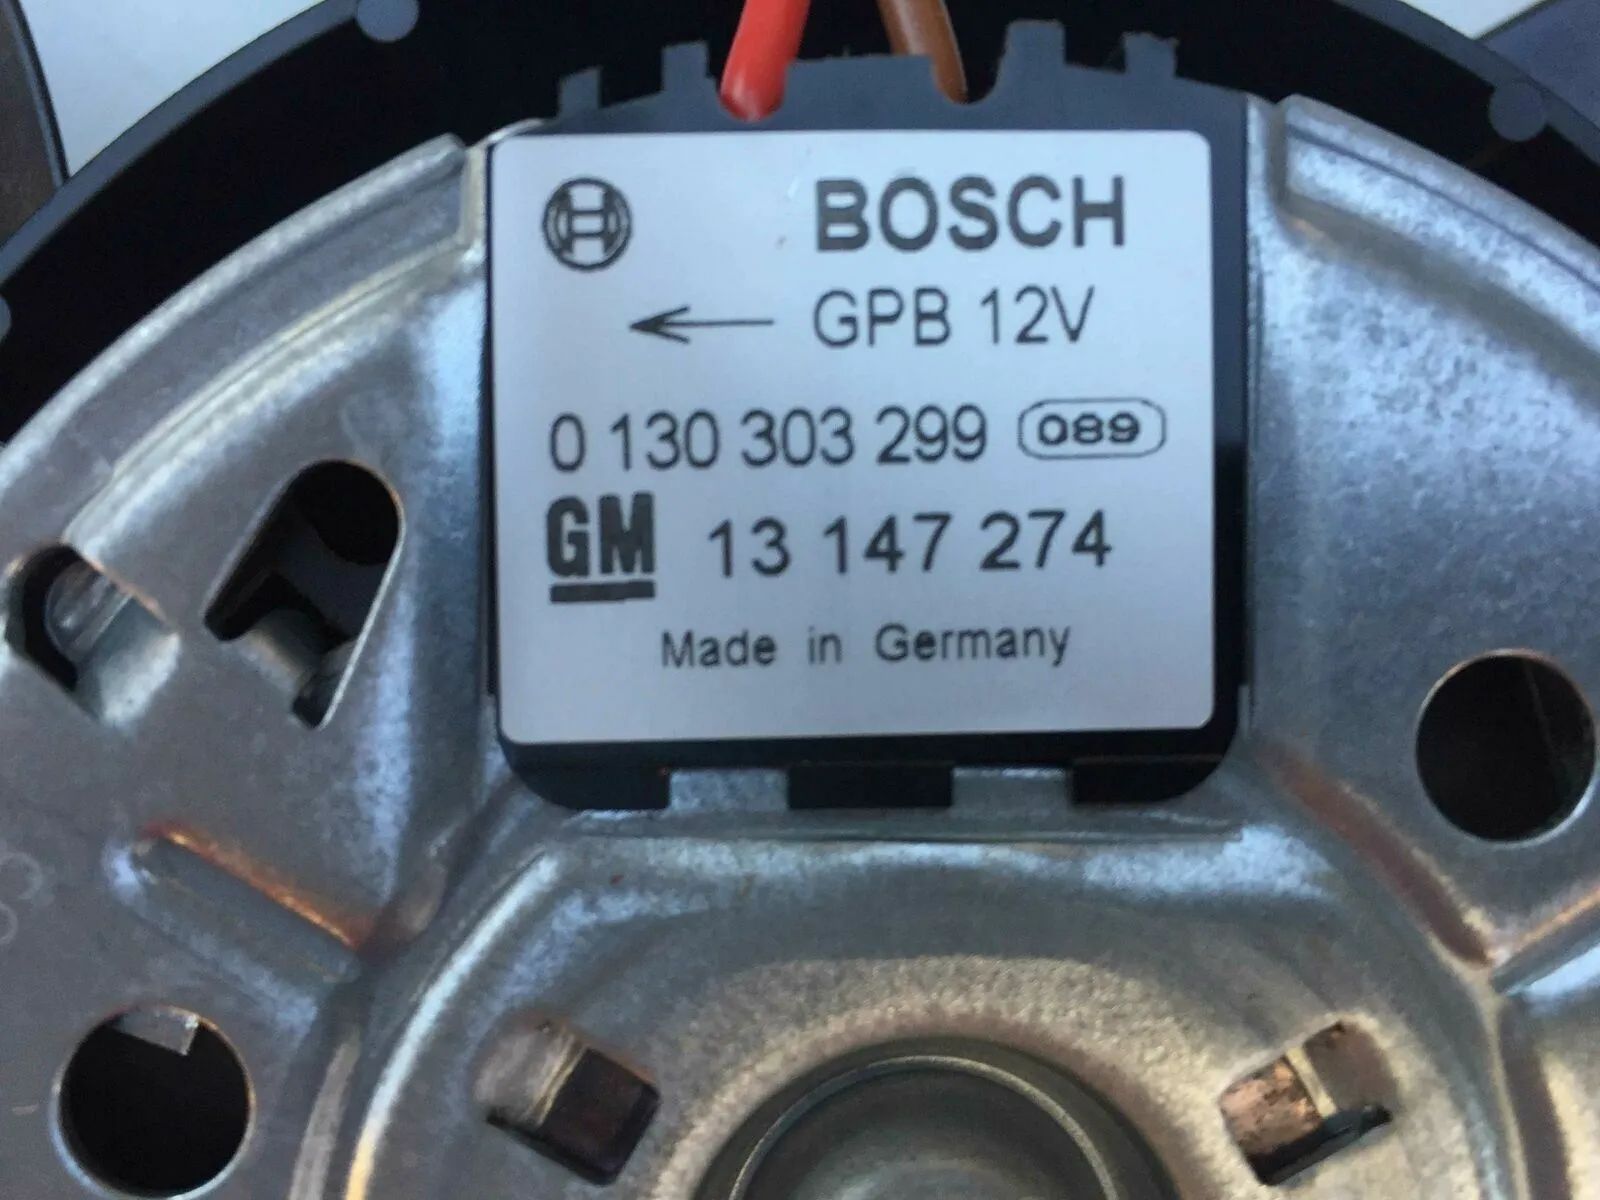 BOSCH
GPB 12V
0 130 303 299 089
GM 13 147 274
Made in Germany